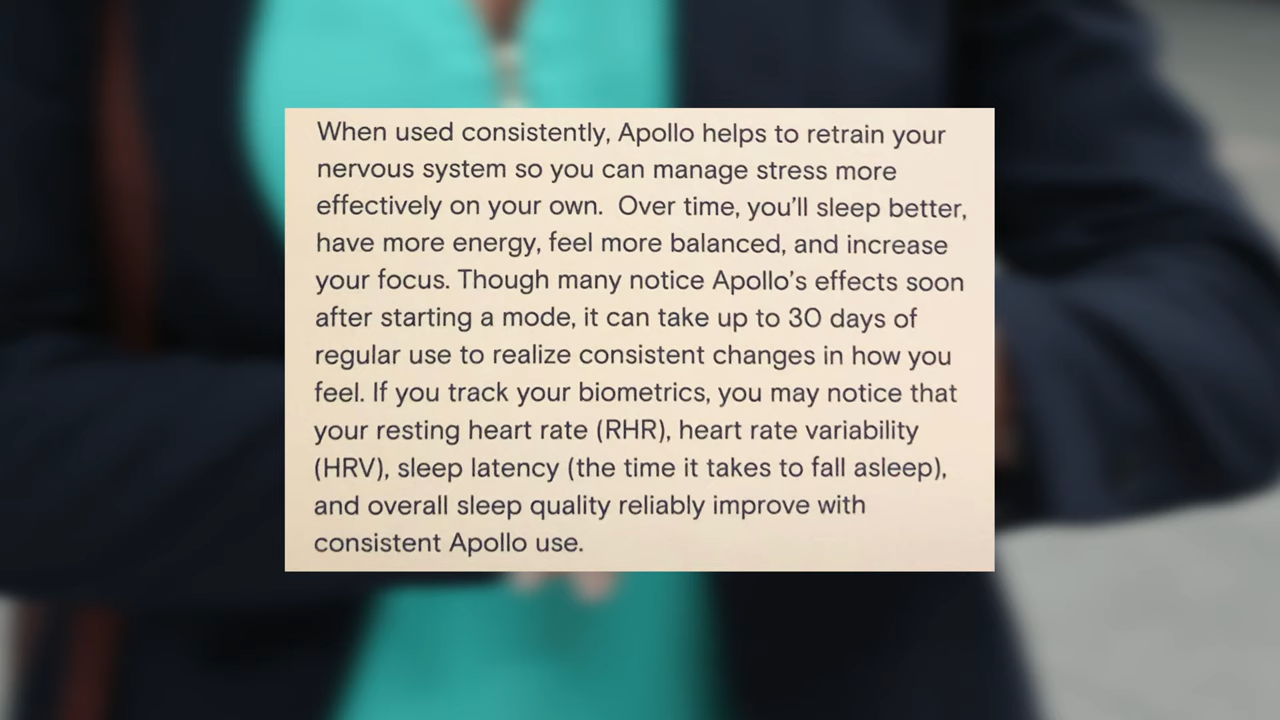 When used consistently, Apollo helps to retrain your
nervous system so you can manage stress more
effectively on your own.  Over time, you'll sleep better,
have more energy, feel more balanced, and increase
your focus. Though many notice Apollo's effects soon
after starting a mode, it can take up to 30 days of
regular use to realize consistent changes in how you
feel. If you track your biometrics, you may notice that
your resting heart rate (RHR), heart rate variability
(HRV), sleep latency (the time it takes to fall asleep),
and overall sleep quality reliably improve with
consistent Apollo use.